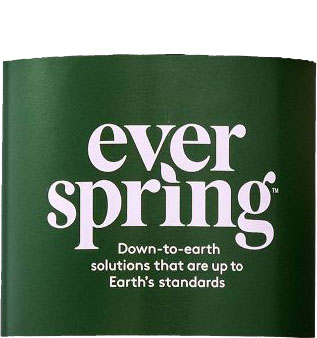 ever
spring™
Down-to-earth
solutions that are up to
Earth's standards